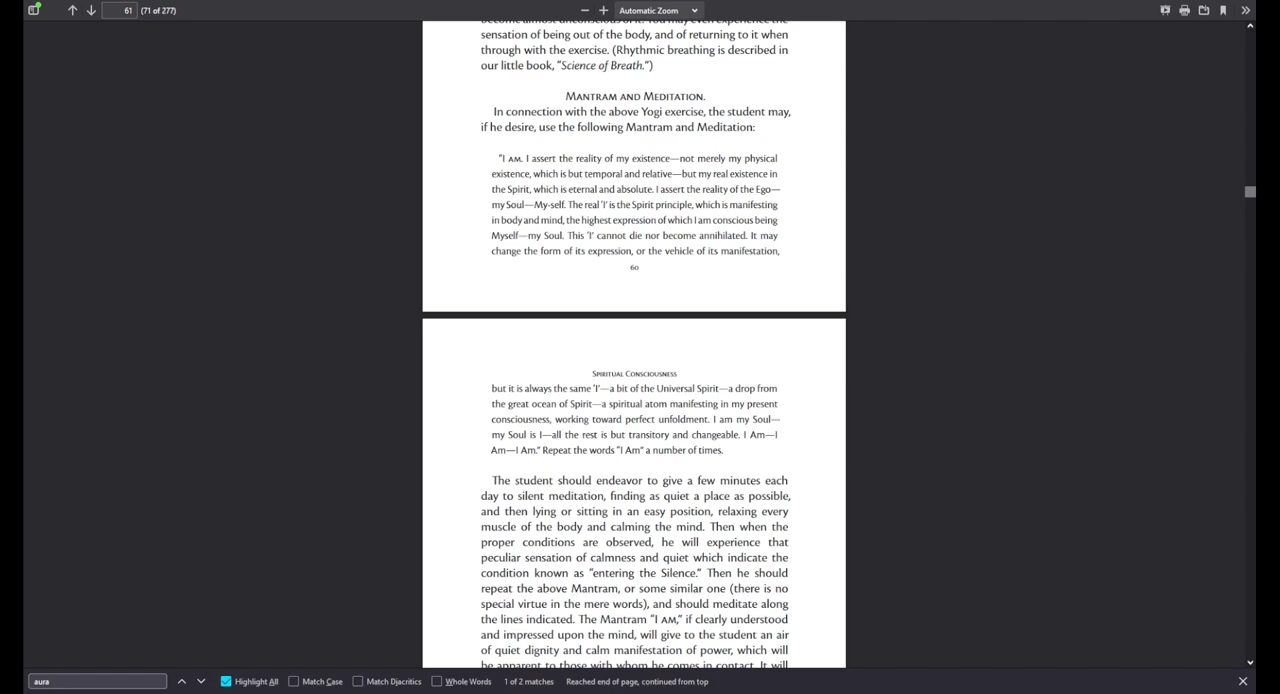 61 (71 of 277) Automatic Zoom
become almost unconscious of it. You may even experience the
sensation of being out of the body, and of returning to it when
through with the exercise. (Rhythmic breathing is described in
our little book, “Science of Breath.”)
Mantram and Meditation.
In connection with the above Yogi exercise, the student may,
if he desire, use the following Mantram and Meditation:
“I am. I assert the reality of my existence—not merely my physical
existence, which is but temporal and relative—but my real existence in
the Spirit, which is eternal and absolute. I assert the reality of the Ego—
my Soul—My-self. The real ‘I’ is the Spirit principle, which is manifesting
in body and mind, the highest expression of which I am conscious being
Myself—my Soul. This ‘I’ cannot die nor become annihilated. It may
change the form of its expression, or the vehicle of its manifestation,
60
Spiritual Consciousness
but it is always the same ‘I’—a bit of the Universal Spirit—a drop from
the great ocean of Spirit—a spiritual atom manifesting in my present
consciousness, working toward perfect unfoldment. I am my Soul—
my Soul is I—all the rest is but transitory and changeable. I Am—I
Am—I Am.” Repeat the words “I Am” a number of times.
The student should endeavor to give a few minutes each
day to silent meditation, finding as quiet a place as possible,
and then lying or sitting in an easy position, relaxing every
muscle of the body and calming the mind. Then when the
proper conditions are observed, he will experience that
peculiar sensation of calmness and quiet which indicate the
condition known as “entering the Silence.” Then he should
repeat the above Mantram, or some similar one (there is no
special virtue in the mere words), and should meditate along
the lines indicated. The Mantram “I am,” if clearly understood
and impressed upon the mind, will give to the student an air
of quiet dignity and calm manifestation of power, which will
be apparent to those with whom he comes in contact. It will
aura Highlight All Match Case Match Diacritics Whole Words 1 of 2 matches Reached end of page, continued from top